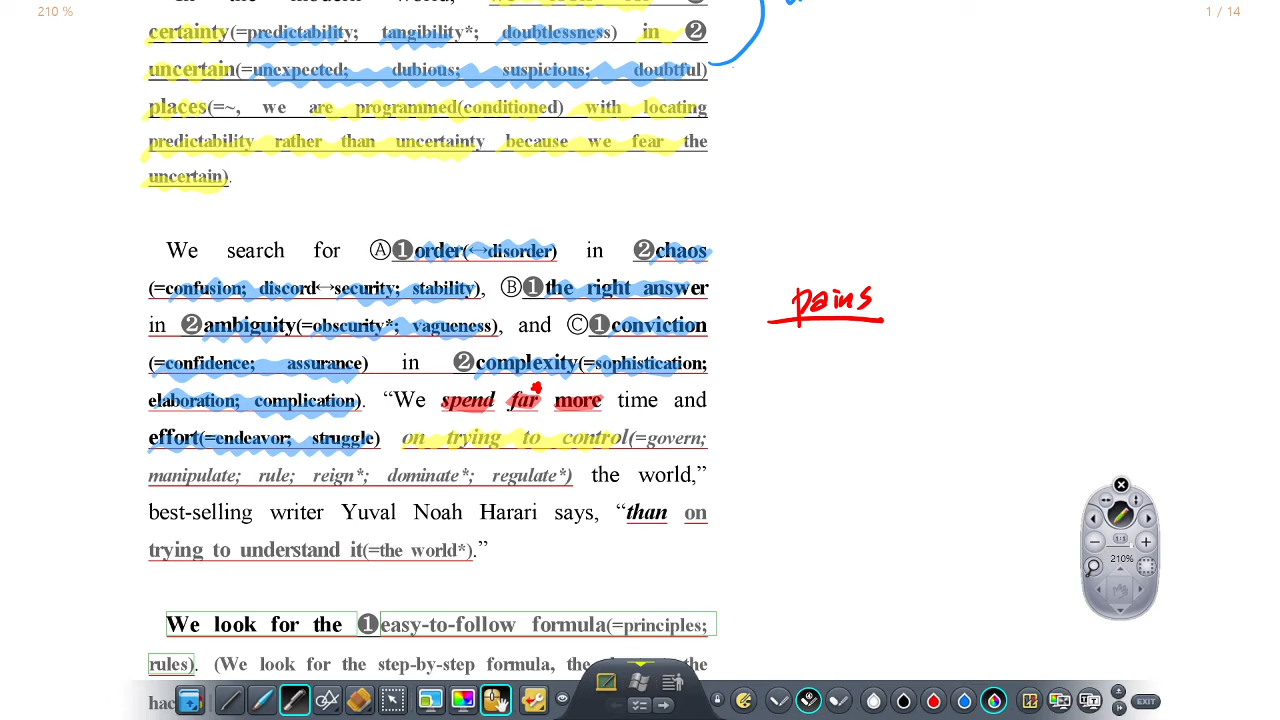 210 %
1 / 14
certainty(=predictability; tangibility*; doubtlessness) in ❷
uncertain(=unexpected; dubious; suspicious; doubtful)
places(=~, we are programmed(conditioned) with locating
predictability rather than uncertainty because we fear the
uncertain).
We search for Ⓐ❶order(↔disorder) in ❷chaos
(=confusion; discord↔security; stability), Ⓑ❶the right answer
in ❷ambiguity(=obscurity*; vagueness), and Ⓒ❶conviction
(=confidence; assurance) in ❷complexity(=sophistication;
elaboration; complication). “We spend far* more time and
effort(=endeavor; struggle) on trying to control(=govern;
manipulate; rule; reign*; dominate*; regulate*) the world,”
best-selling writer Yuval Noah Harari says, “than on
trying to understand it(=the world*).”
pains
We look for the ❶easy-to-follow formula(=principles;
rules). (We look for the step-by-step formula, the
hac
1:1
210%
EXIT